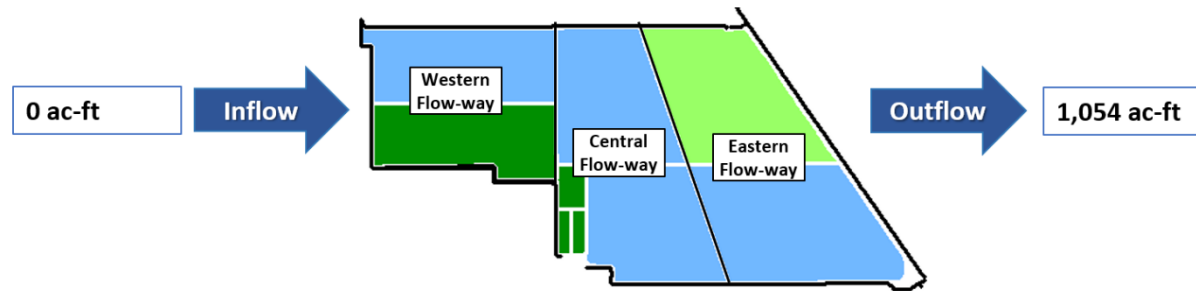 0 ac-ft
Inflow
Western
Flow-way
Central
Flow-way
Eastern
Flow-way
Outflow
1,054 ac-ft